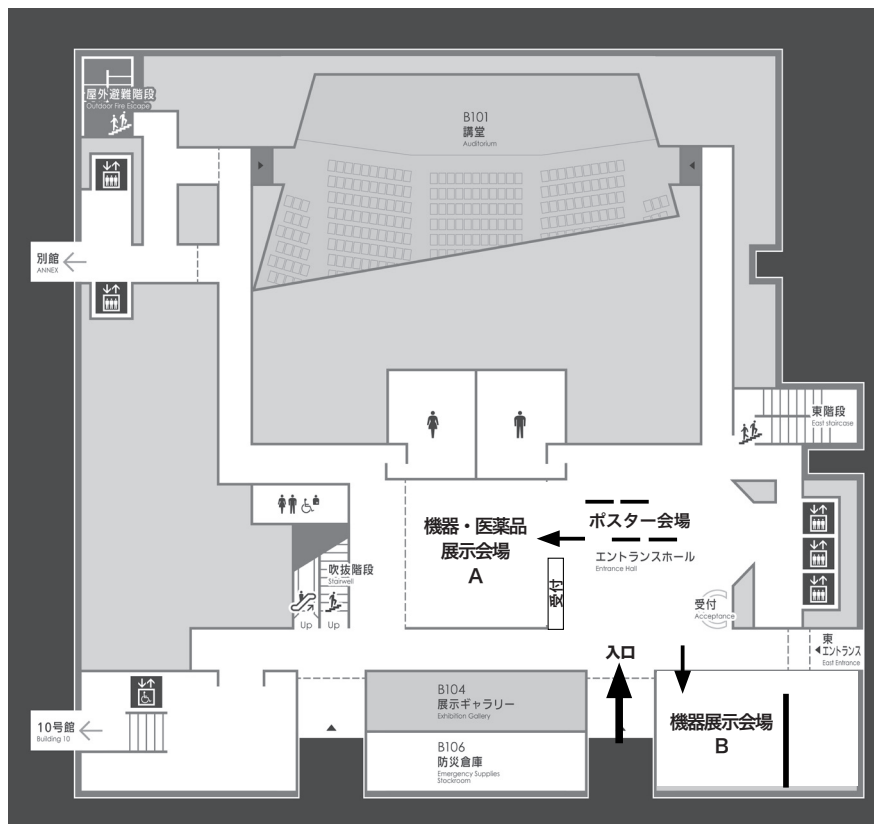 屋外避難階段
Outdoor Fire Escape
B101
講堂
Auditorium
別館
ANNEX
東階段
East staircase
機器・医薬品
展示会場
A
ポスター会場
エントランスホール
Entrance Hall
吹抜階段
Stairwell
Up
Up
受付
受付
Acceptance
入口
東
エントランス
East Entrance
B104
展示ギャラリー
Exhibition Gallery
機器展示会場
B
10号館
Building 10
B106
防災倉庫
Emergency Supplies
Stockroom